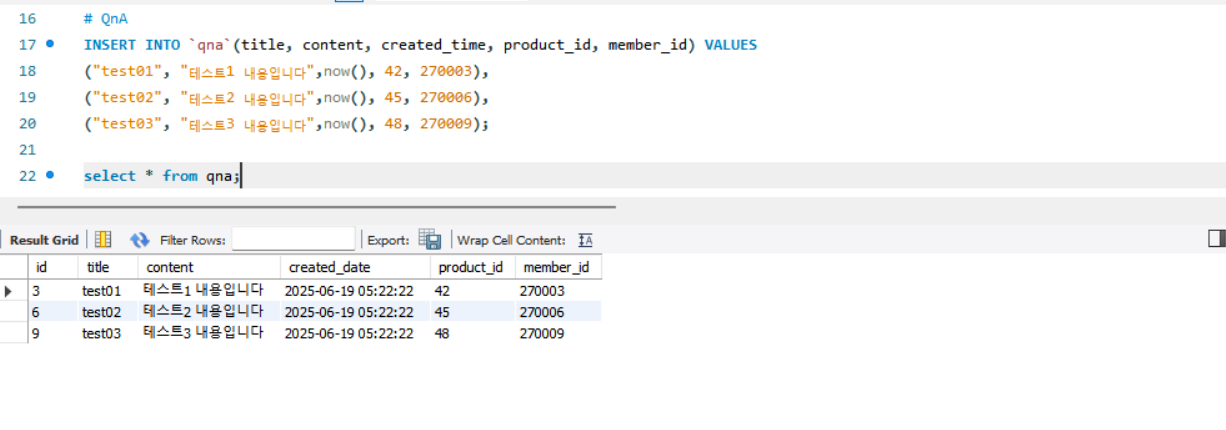 16 # QnA
17 INSERT INTO `qna`(title, content, created_time, product_id, member_id) VALUES
18 ("test01", "테스트1 내용입니다",now(), 42, 270003),
19 ("test02", "테스트2 내용입니다",now(), 45, 270006),
20 ("test03", "테스트3 내용입니다",now(), 48, 270009);
21
22 select * from qna;
Result Grid Filter Rows: Export: Wrap Cell Content: IA
id title content created_date product_id member_id
3 test01 테스트1 내용입니다 2025-06-19 05:22:22 42 270003
6 test02 테스트2 내용입니다 2025-06-19 05:22:22 45 270006
9 test03 테스트3 내용입니다 2025-06-19 05:22:22 48 270009